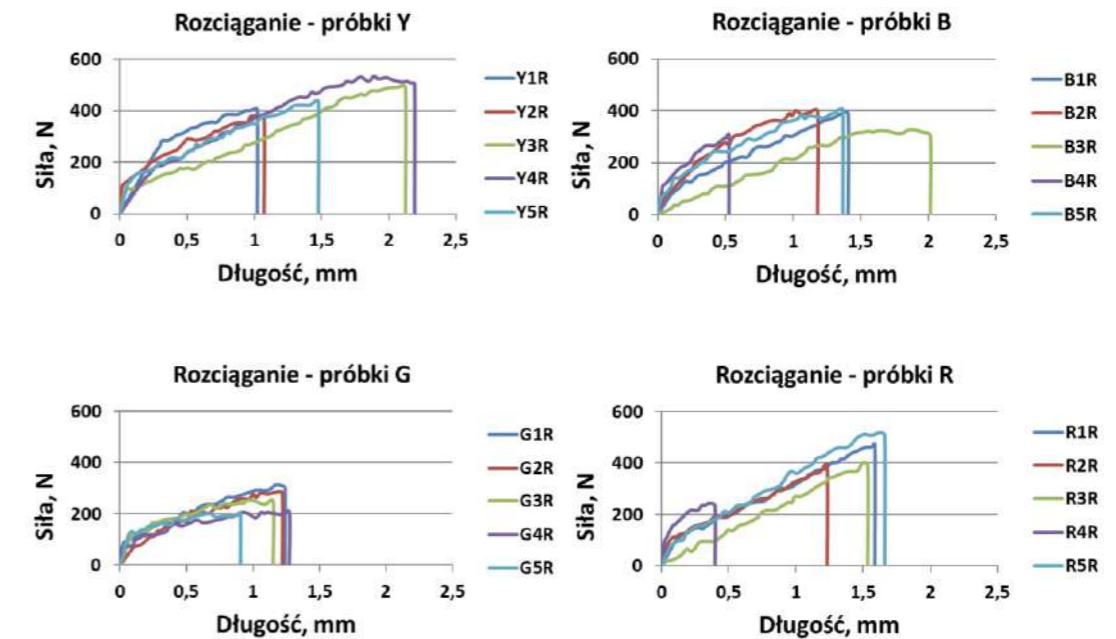 Rozciąganie - próbki Y
600
400
200
0
Siła, N
0 0,5 1 1,5 2 2,5
Długość, mm
Y1R
Y2R
Y3R
Y4R
Y5R
Rozciąganie - próbki B
600
400
200
0
Siła, N
0 0,5 1 1,5 2 2,5
Długość, mm
B1R
B2R
B3R
B4R
B5R
Rozciąganie - próbki G
600
400
200
0
Siła, N
0 0,5 1 1,5 2 2,5
Długość, mm
G1R
G2R
G3R
G4R
G5R
Rozciąganie - próbki R
600
400
200
0
Siła, N
0 0,5 1 1,5 2 2,5
Długość, mm
R1R
R2R
R3R
R4R
R5R